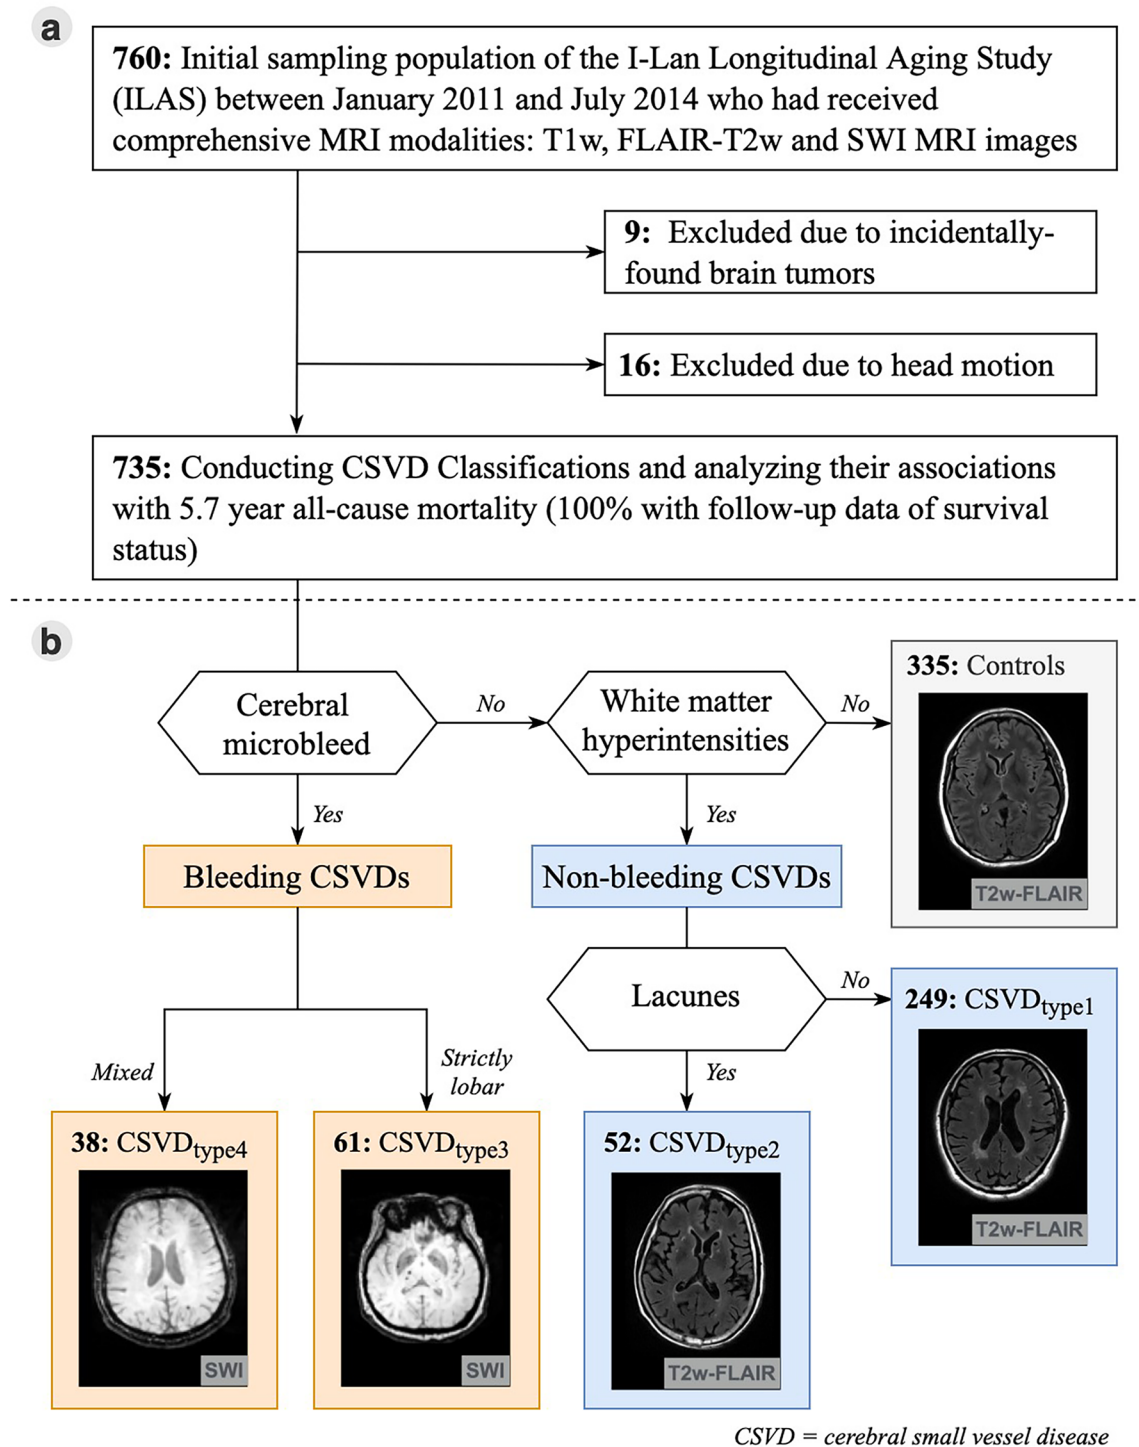 a
760: Initial sampling population of the I-Lan Longitudinal Aging Study
(ILAS) between January 2011 and July 2014 who had received
comprehensive MRI modalities: T1w, FLAIR-T2w and SWI MRI images
9: Excluded due to incidentally-
found brain tumors
16: Excluded due to head motion
735: Conducting CSVD Classifications and analyzing their associations
with 5.7 year all-cause mortality (100% with follow-up data of survival
status)
b
Cerebral
microbleed
No
White matter
hyperintensities
No
335: Controls
T2w-FLAIR
Yes
Yes
Bleeding CSVDs
Non-bleeding CSVDs
Lacunes
No
249: CSVDtype1
T2w-FLAIR
Mixed
Strictly
lobar
Yes
38: CSVDtype4
SWI
61: CSVDtype3
SWI
52: CSVDtype2
T2w-FLAIR
CSVD = cerebral small vessel disease